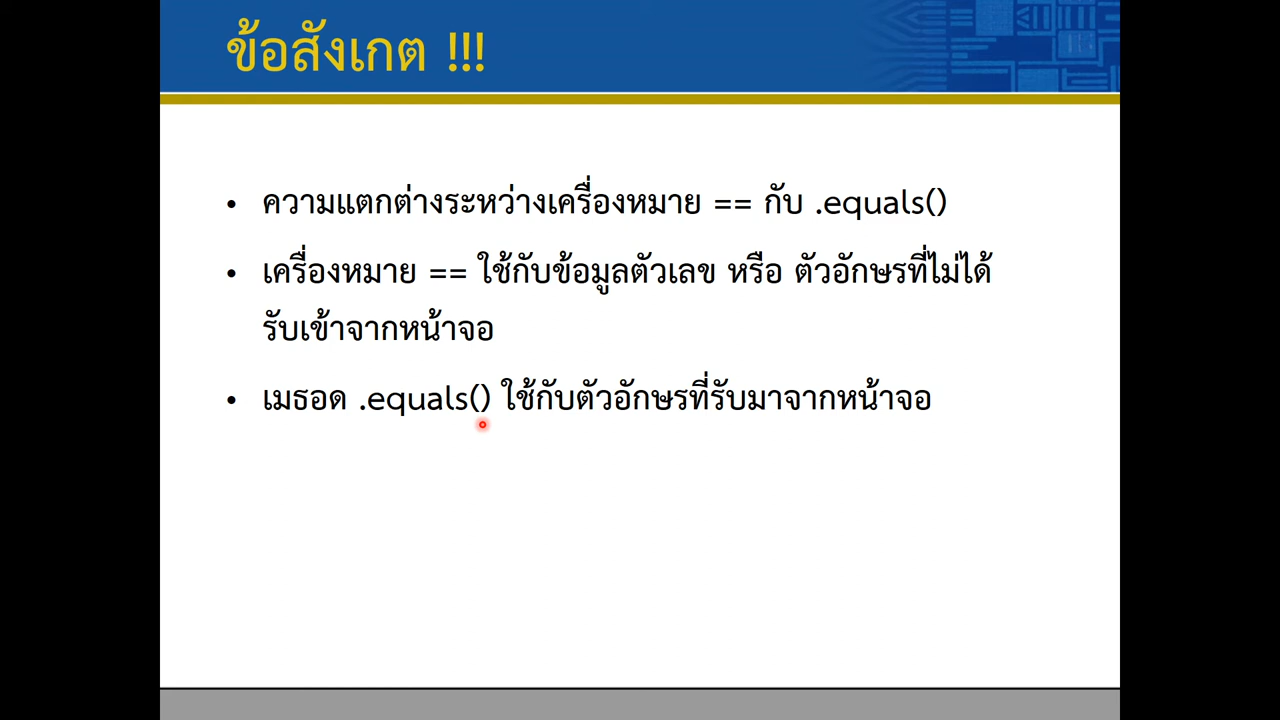 ข้อสังเกต !!!
• ความแตกต่างระหว่างเครื่องหมาย == กับ .equals()
• เครื่องหมาย == ใช้กับข้อมูลตัวเลข หรือ ตัวอักษรที่ไม่ได้
รับเข้าจากหน้าจอ
• เมธอด .equals() ใช้กับตัวอักษรที่รับมาจากหน้าจอ